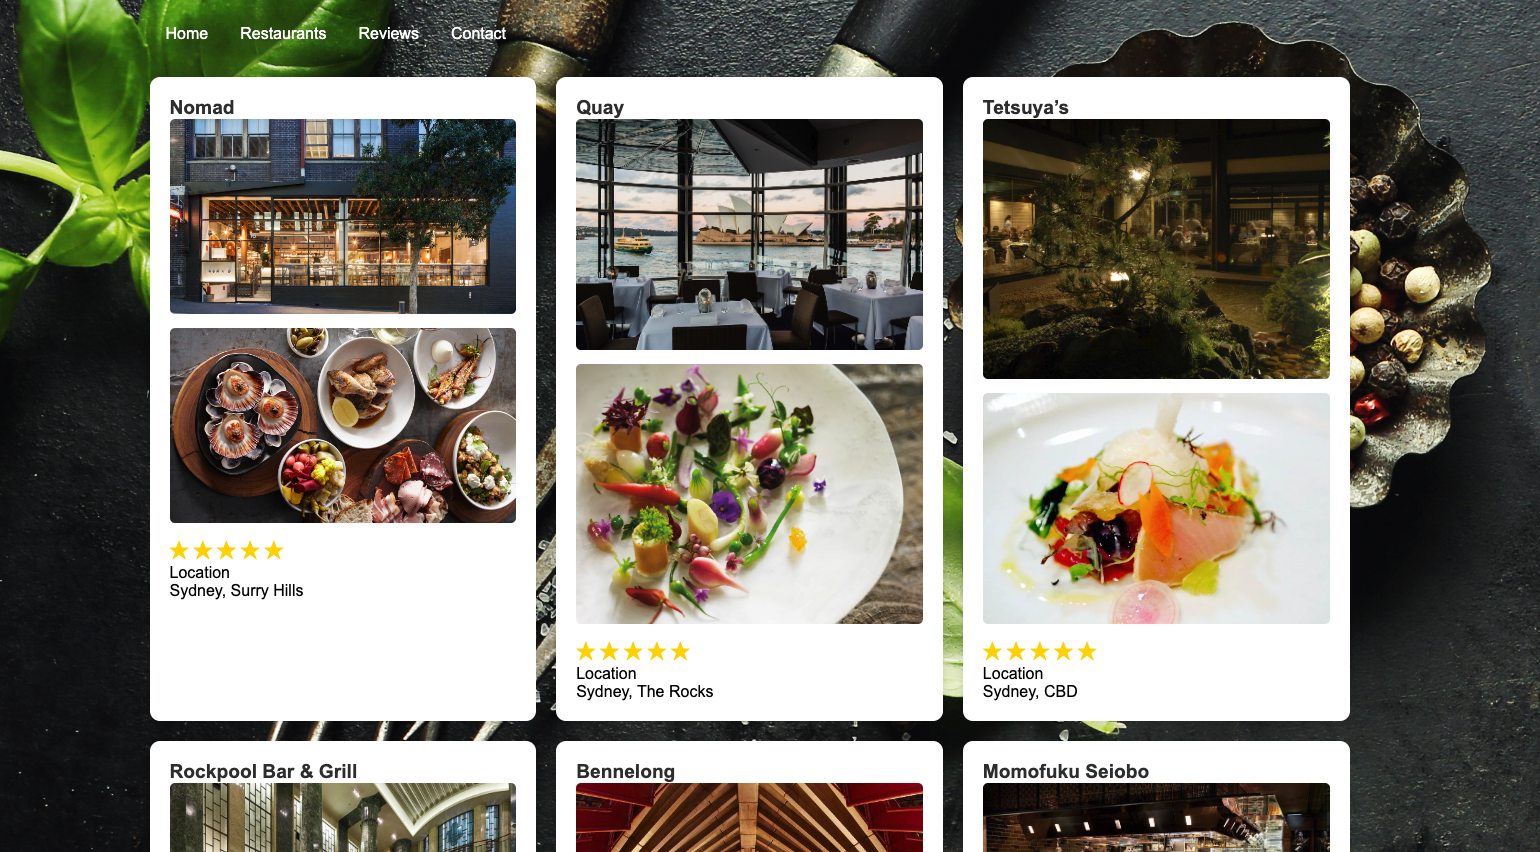 Home Restaurants Reviews Contact
Nomad
★★★★★
Location
Sydney, Surry Hills
Quay
★★★★★
Location
Sydney, The Rocks
Tetsuya’s
★★★★★
Location
Sydney, CBD
Rockpool Bar & Grill
Bennelong
Momofuku Seiobo